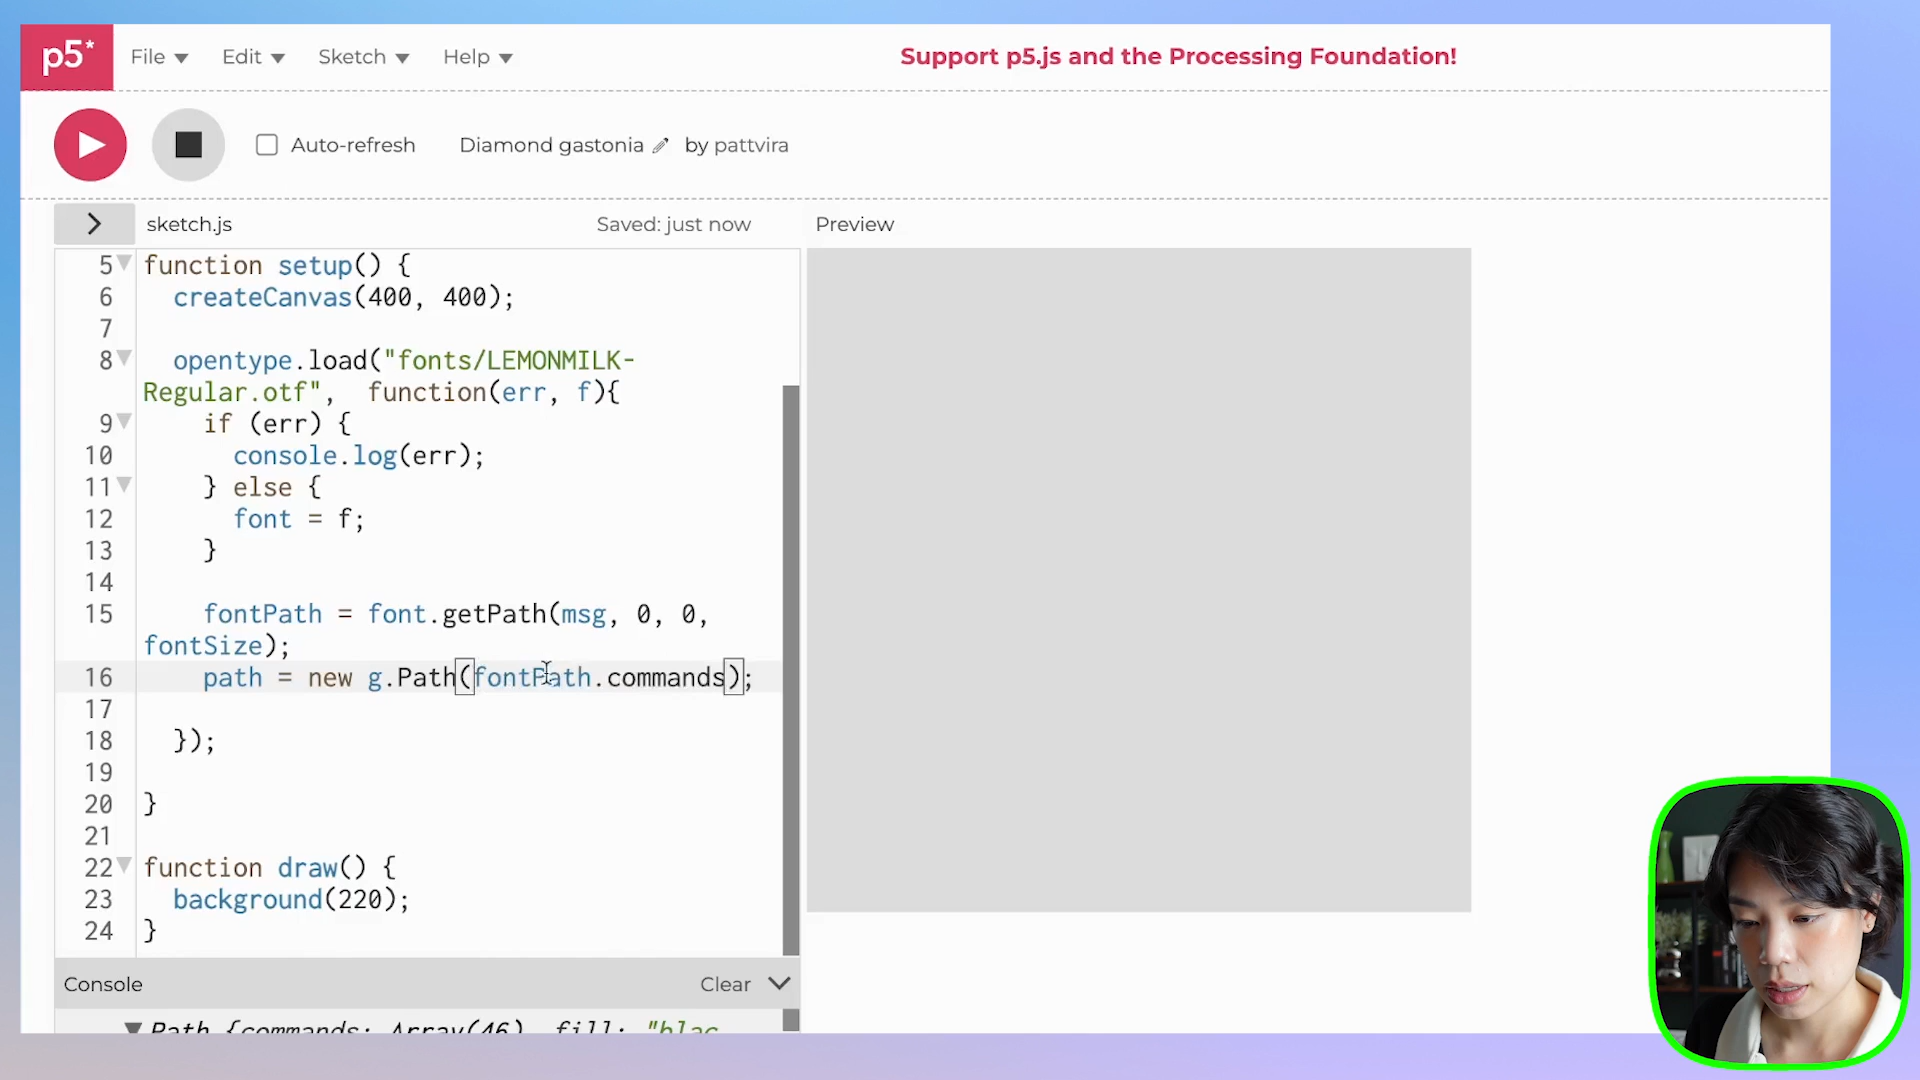 p5*
File
Edit
Sketch
Help
Support p5.js and the Processing Foundation!
Auto-refresh
Diamond gastonia
by pattvira
sketch.js
Saved: just now
Preview
5 function setup() {
6 createCanvas(400, 400);
7
8 opentype.load("fonts/LEMONMILK-
Regular.otf",  function(err, f){
9 if (err) {
10 console.log(err);
11 } else {
12 font = f;
13 }
14
15 fontPath = font.getPath(msg, 0, 0,
fontSize);
16 path = new g.Path(fontPath.commands);
17
18 });
19
20 }
21
22 function draw() {
23 background(220);
24 }
Console
Clear
Path {commands: Array(46), fill: "blac